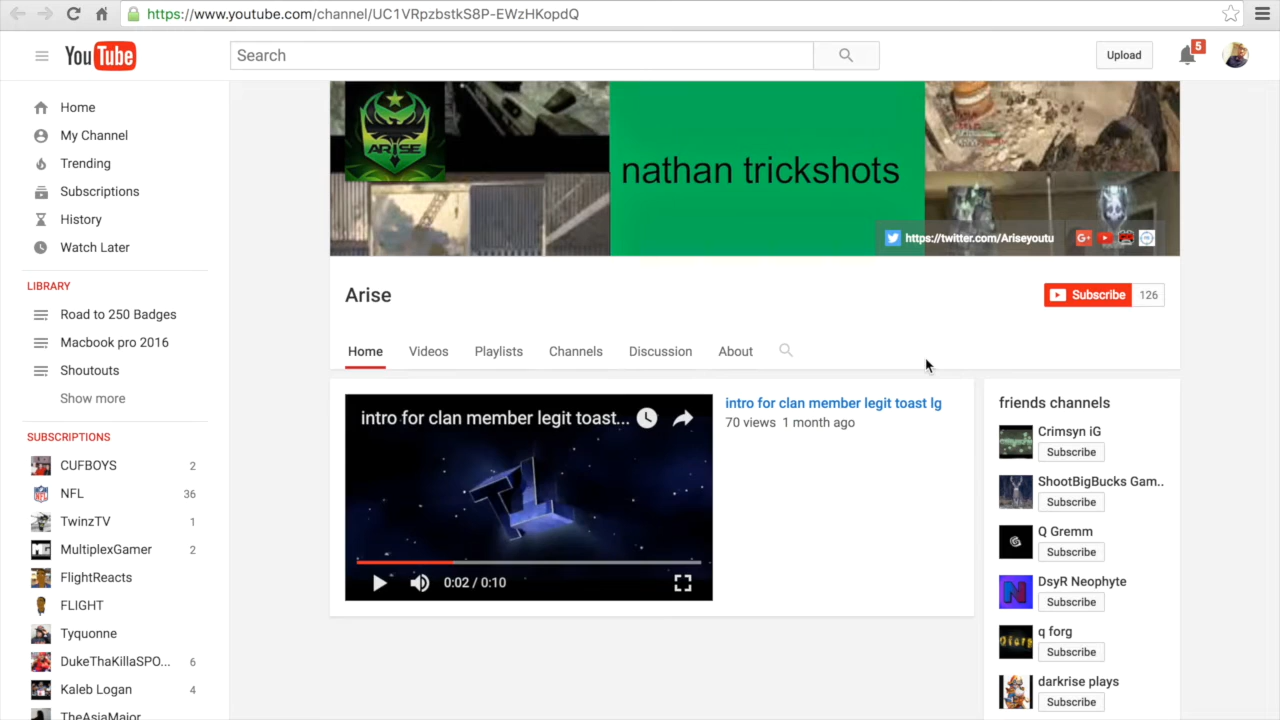 https://www.youtube.com/channel/UC1VRpzbstkS8P-EWzHKopdQ
YouTube
Search
Upload
5
Home
My Channel
Trending
Subscriptions
History
Watch Later
LIBRARY
Road to 250 Badges
Macbook pro 2016
Shoutouts
Show more
SUBSCRIPTIONS
CUFBOYS 2
NFL 36
TwinzTV 1
MultiplexGamer 2
FlightReacts
FLIGHT
Tyquonne
DukeThaKillaSPO... 6
Kaleb Logan 4
TheAsiaMajor
ARISE
nathan trickshots
https://twitter.com/Ariseyoutu
G+
Arise
Subscribe 126
Home Videos Playlists Channels Discussion About
intro for clan member legit toast...
0:02 / 0:10
intro for clan member legit toast lg
70 views 1 month ago
friends channels
Crimsyn iG
Subscribe
ShootBigBucks Gam..
Subscribe
Q Gremm
Subscribe
DsyR Neophyte
Subscribe
q forg
Subscribe
darkrise plays
Subscribe